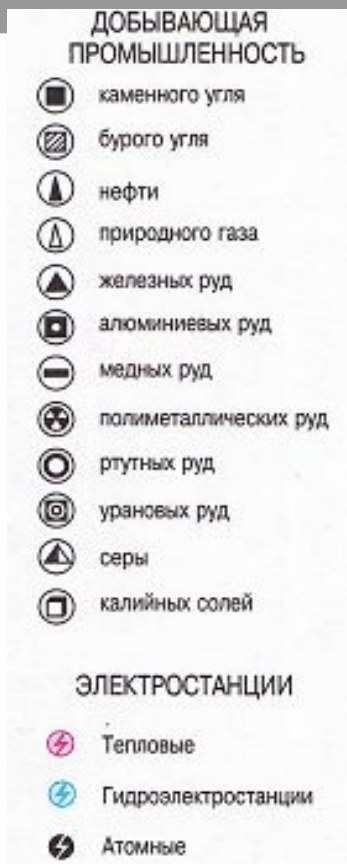 ДОБЫВАЮЩАЯ
ПРОМЫШЛЕННОСТЬ
каменного угля
бурого угля
нефти
природного газа
железных руд
алюминиевых руд
медных руд
полиметаллических руд
ртутных руд
урановых руд
серы
калийных солей
ЭЛЕКТРОСТАНЦИИ
Тепловые
Гидроэлектростанции
Атомные